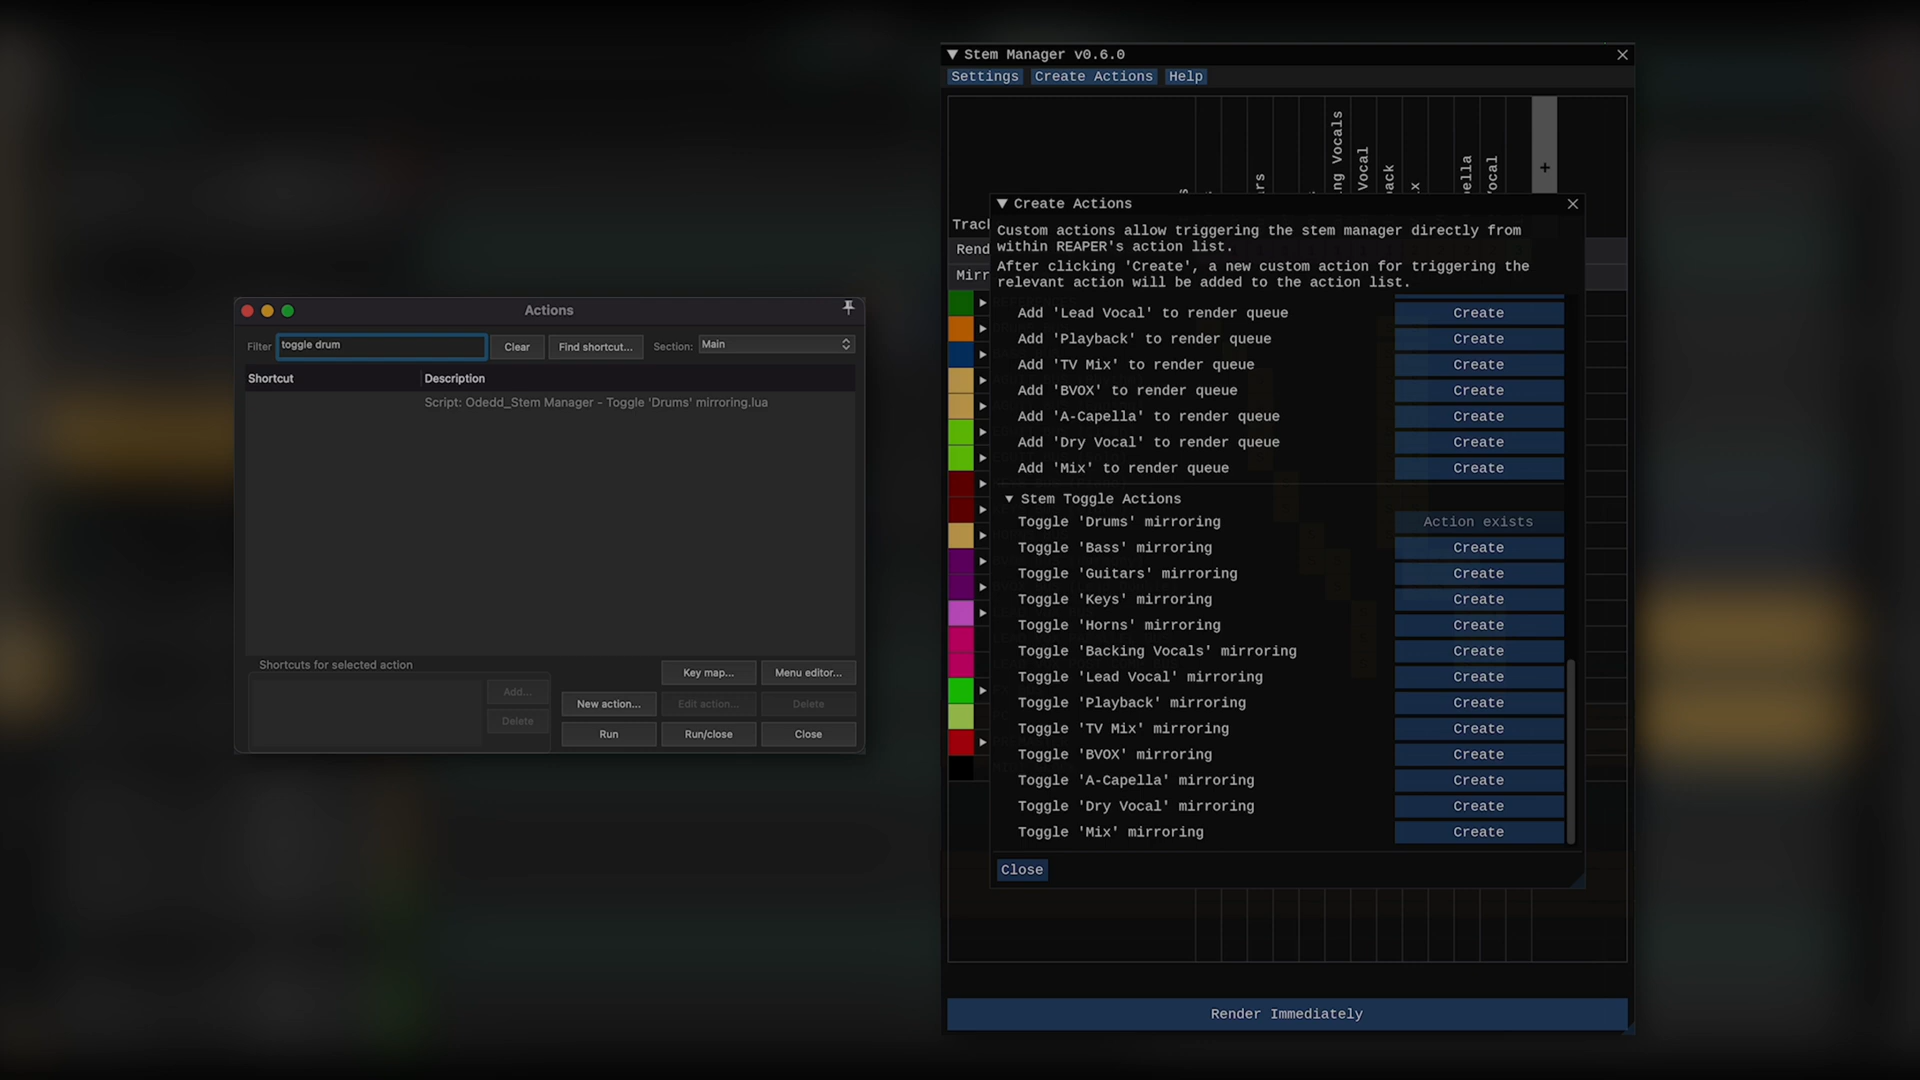 Actions
Filter
toggle drum
Clear
Find shortcut...
Section:
Main
Shortcut
Description
Script: Odedd_Stem Manager - Toggle 'Drums' mirroring.lua
Shortcuts for selected action
Add...
Delete
Key map...
Menu editor...
New action...
Edit action...
Delete
Run
Run/close
Close
Stem Manager v0.6.0
Settings
Create Actions
Help
+
Create Actions
Custom actions allow triggering the stem manager directly from
within REAPER's action list.
After clicking 'Create', a new custom action for triggering the
relevant action will be added to the action list.
Add 'Lead Vocal' to render queue Create
Add 'Playback' to render queue Create
Add 'TV Mix' to render queue Create
Add 'BVOX' to render queue Create
Add 'A-Capella' to render queue Create
Add 'Dry Vocal' to render queue Create
Add 'Mix' to render queue Create
Stem Toggle Actions
Toggle 'Drums' mirroring Action exists
Toggle 'Bass' mirroring Create
Toggle 'Guitars' mirroring Create
Toggle 'Keys' mirroring Create
Toggle 'Horns' mirroring Create
Toggle 'Backing Vocals' mirroring Create
Toggle 'Lead Vocal' mirroring Create
Toggle 'Playback' mirroring Create
Toggle 'TV Mix' mirroring Create
Toggle 'BVOX' mirroring Create
Toggle 'A-Capella' mirroring Create
Toggle 'Dry Vocal' mirroring Create
Toggle 'Mix' mirroring Create
Close
Render Immediately